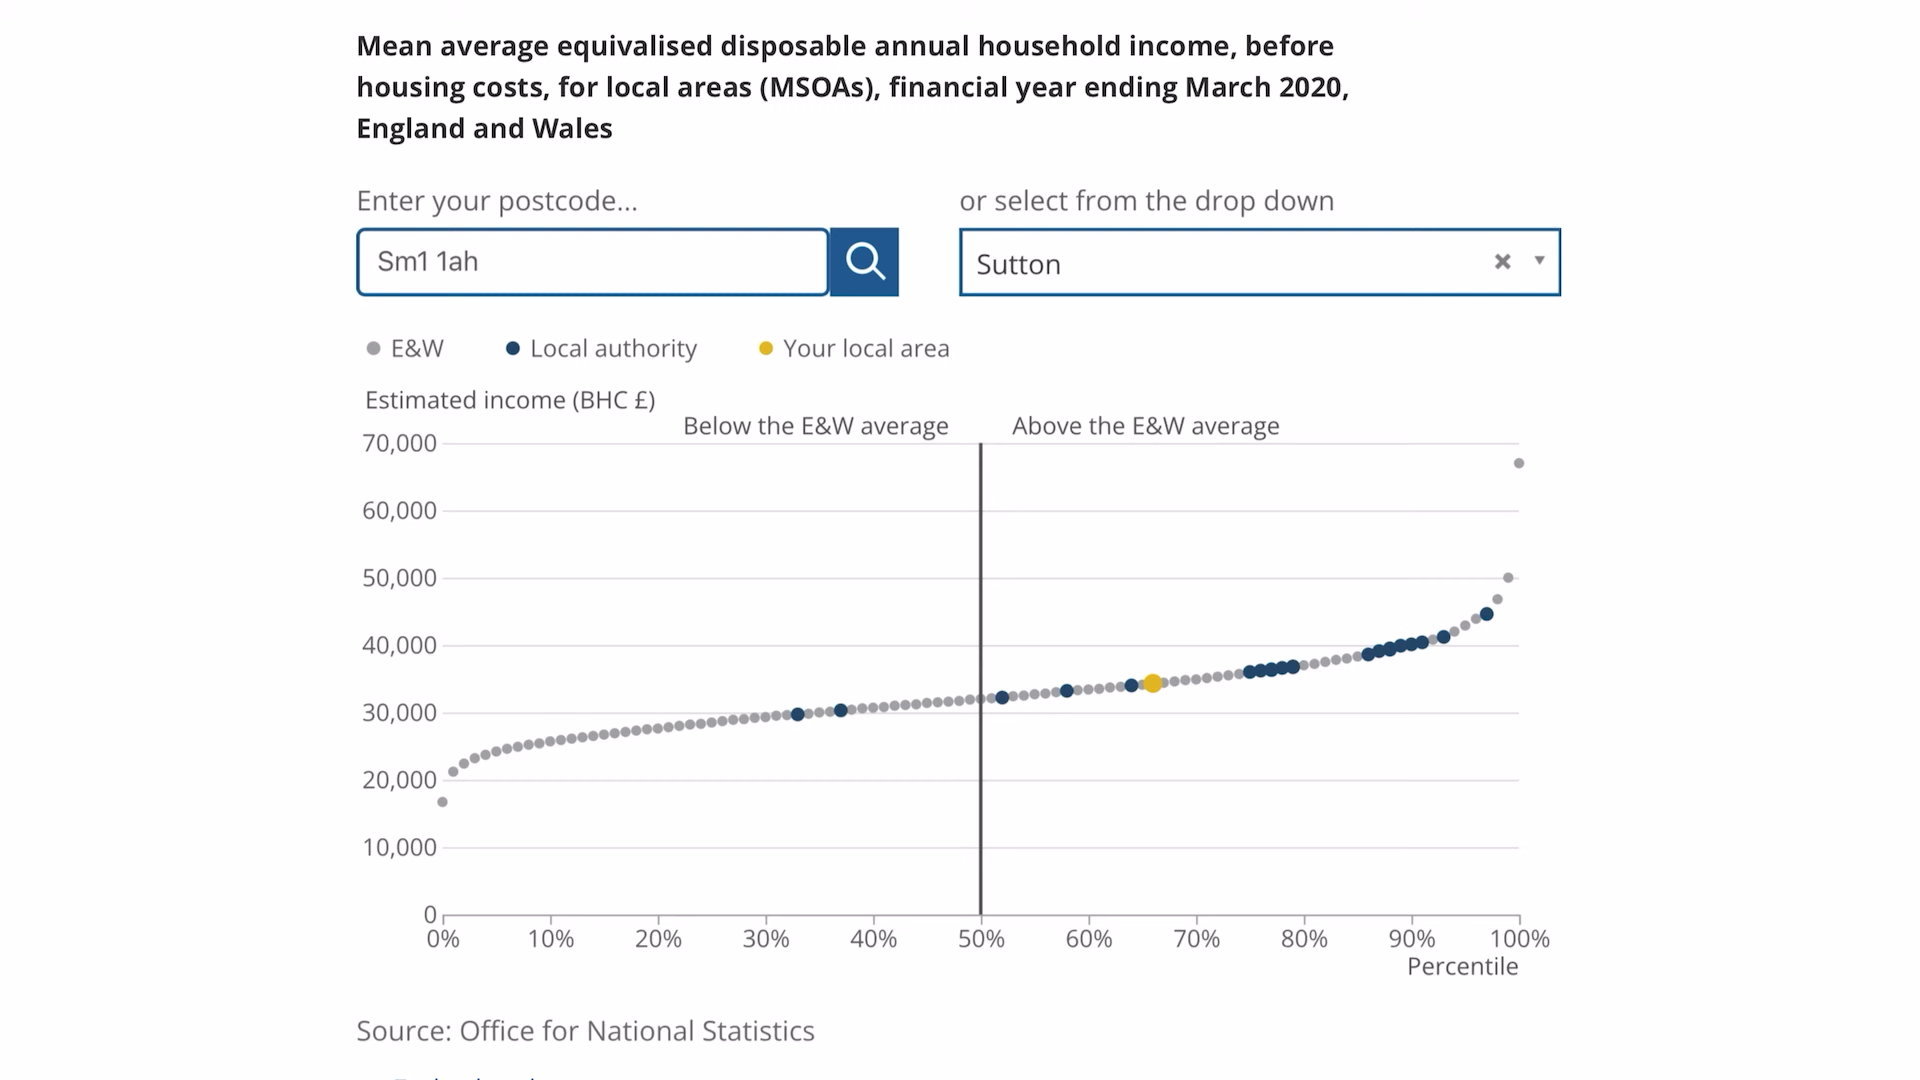 Mean average equivalised disposable annual household income, before
housing costs, for local areas (MSOAs), financial year ending March 2020,
England and Wales
Enter your postcode...
or select from the drop down
Sm1 1ah
Sutton
E&W
Local authority
Your local area
Estimated income (BHC £)
Below the E&W average
Above the E&W average
70,000
60,000
50,000
40,000
30,000
20,000
10,000
0
0% 10% 20% 30% 40% 50% 60% 70% 80% 90% 100%
Percentile
Source: Office for National Statistics